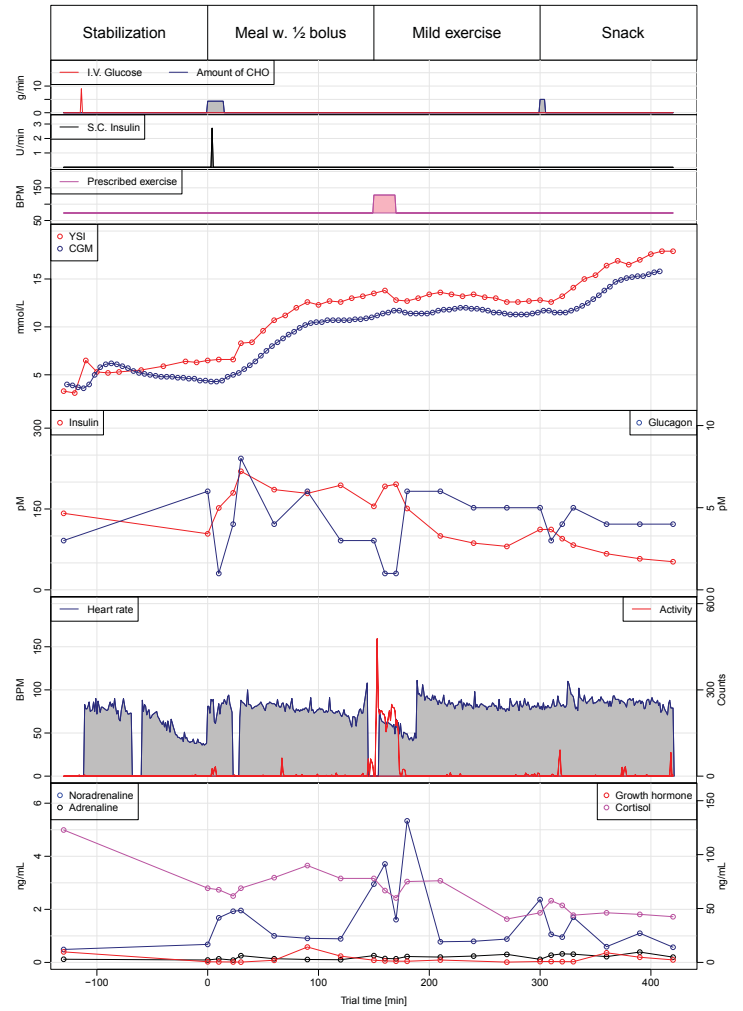 Stabilization Meal w. ½ bolus Mild exercise Snack
I.V. Glucose Amount of CHO
g/min
0 10
S.C. Insulin
U/min
1 2 3
Prescribed exercise
BPM
50 150
YSI
CGM
mmol/L
5 10 15
Insulin
Glucagon
pM
0 150 300
pM
0 5 10
Heart rate
Activity
BPM
0 50 100 150
Counts
0 300 600
Noradrenaline
Adrenaline
Growth hormone
Cortisol
ng/mL
0 2 4 6
ng/mL
0 50 100 150
−100 0 100 200 300 400
Trial time [min]